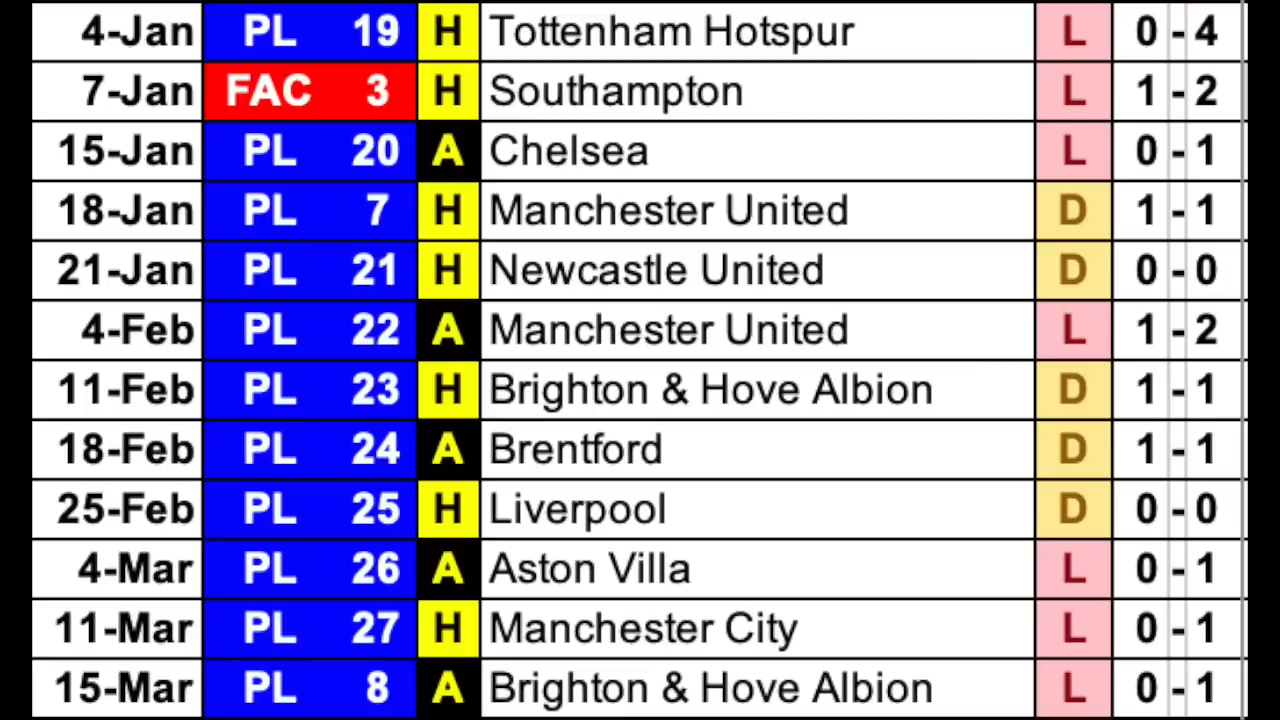 4-Jan PL 19 H Tottenham Hotspur L 0 - 4
7-Jan FAC 3 H Southampton L 1 - 2
15-Jan PL 20 A Chelsea L 0 - 1
18-Jan PL 7 H Manchester United D 1 - 1
21-Jan PL 21 H Newcastle United D 0 - 0
4-Feb PL 22 A Manchester United L 1 - 2
11-Feb PL 23 H Brighton & Hove Albion D 1 - 1
18-Feb PL 24 A Brentford D 1 - 1
25-Feb PL 25 H Liverpool D 0 - 0
4-Mar PL 26 A Aston Villa L 0 - 1
11-Mar PL 27 H Manchester City L 0 - 1
15-Mar PL 8 A Brighton & Hove Albion L 0 - 1